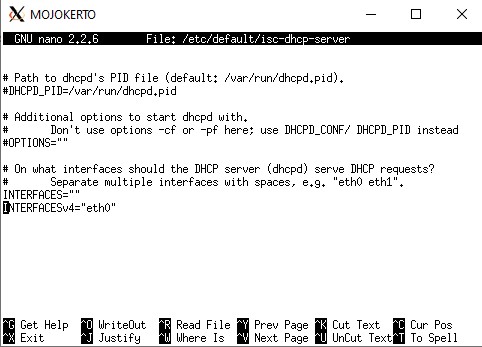 MOJOKERTO
GNU nano 2.2.6 File: /etc/default/isc-dhcp-server
# Path to dhcpd's PID file (default: /var/run/dhcpd.pid).
#DHCPD_PID=/var/run/dhcpd.pid
# Additional options to start dhcpd with.
# Don't use options -cf or -pf here; use DHCPD_CONF/ DHCPD_PID instead
#OPTIONS=""
# On what interfaces should the DHCP server (dhcpd) serve DHCP requests?
# Separate multiple interfaces with spaces, e.g. "eth0 eth1".
INTERFACES=""
INTERFACESv4="eth0"
^G Get Help ^O WriteOut ^R Read File ^Y Prev Page ^K Cut Text ^C Cur Pos
^X Exit ^J Justify ^W Where Is ^V Next Page ^U UnCut Text ^T To Spell